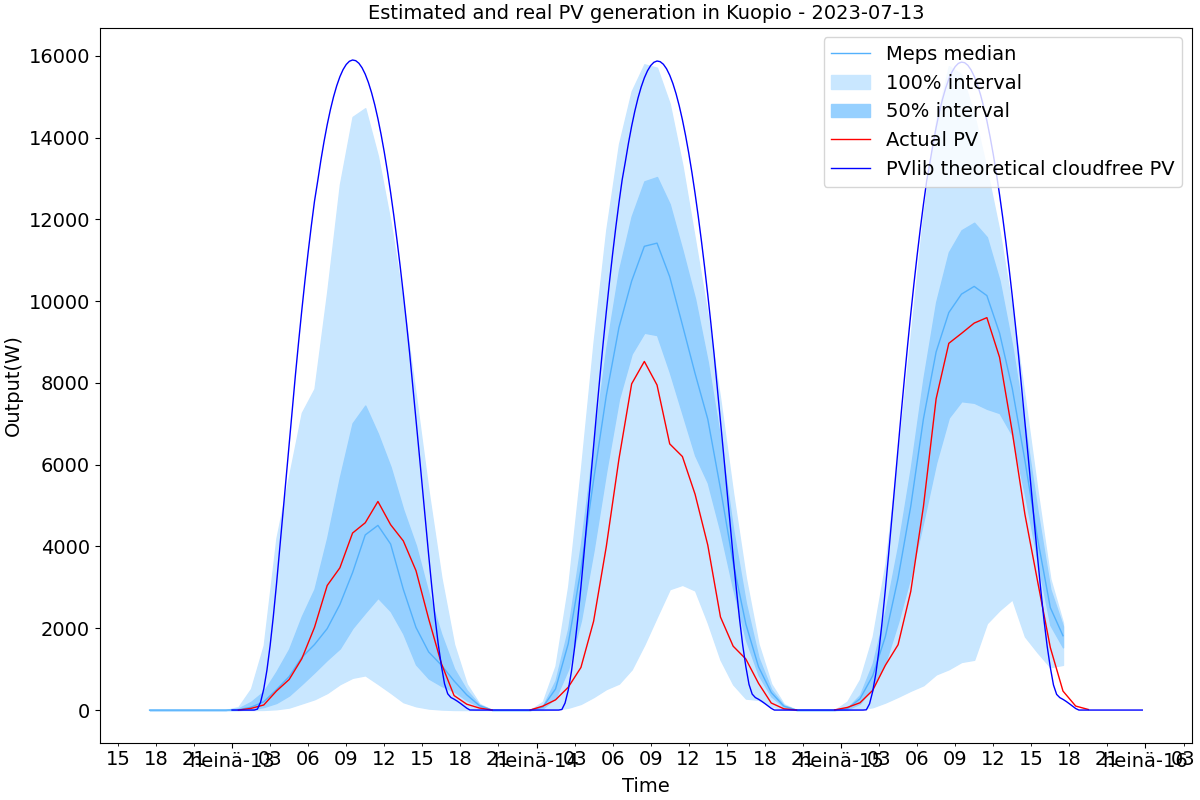 Estimated and real PV generation in Kuopio - 2023-07-13
Meps median
100% interval
50% interval
Actual PV
PVlib theoretical cloudfree PV
16000
14000
12000
10000
8000
6000
4000
2000
0
Output(W)
15 18 21 heinä-13 03 06 09 12 15 18 21 heinä-14 03 06 09 12 15 18 21 heinä-15 03 06 09 12 15 18 21 heinä-16 03
Time